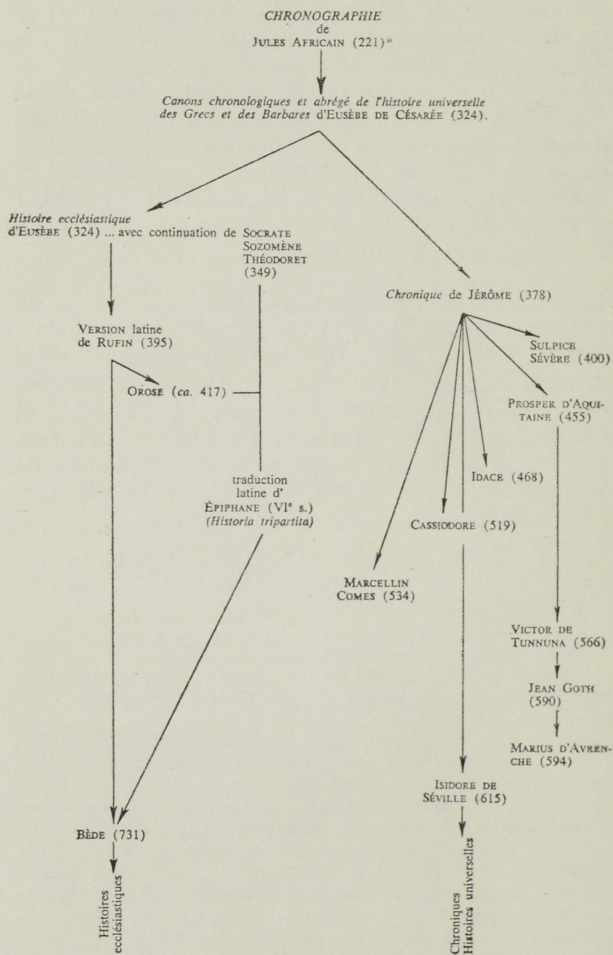 CHRONOGRAPHIE
de
JULES AFRICAIN (221)*
Canons chronologiques et abrégé de l'histoire universelle
des Grecs et des Barbares d'EUSÈBE DE CÉSARÉE (324).
Histoire ecclésiastique
d'EUSÈBE (324) ... avec continuation de SOCRATE
SOZOMÈNE
THÉODORET
(349)
Chronique de JÉRÔME (378)
VERSION latine
de RUFIN (395)
SULPICE
SÉVÈRE (400)
OROSE (ca. 417)
PROSPER D'AQUI-
TAINE (455)
IDACE (468)
traduction
latine d'
ÉPIPHANE (VIe s.)
(Historia tripartita)
CASSIODORE (519)
MARCELLIN
COMES (534)
VICTOR DE
TUNNUNA (566)
JEAN GOTH
(590)
MARIUS D'AVREN-
CHE (594)
ISIDORE DE
SÉVILLE (615)
BÈDE (731)
Histoires
ecclésiastiques
Chroniques
Histoires universelles